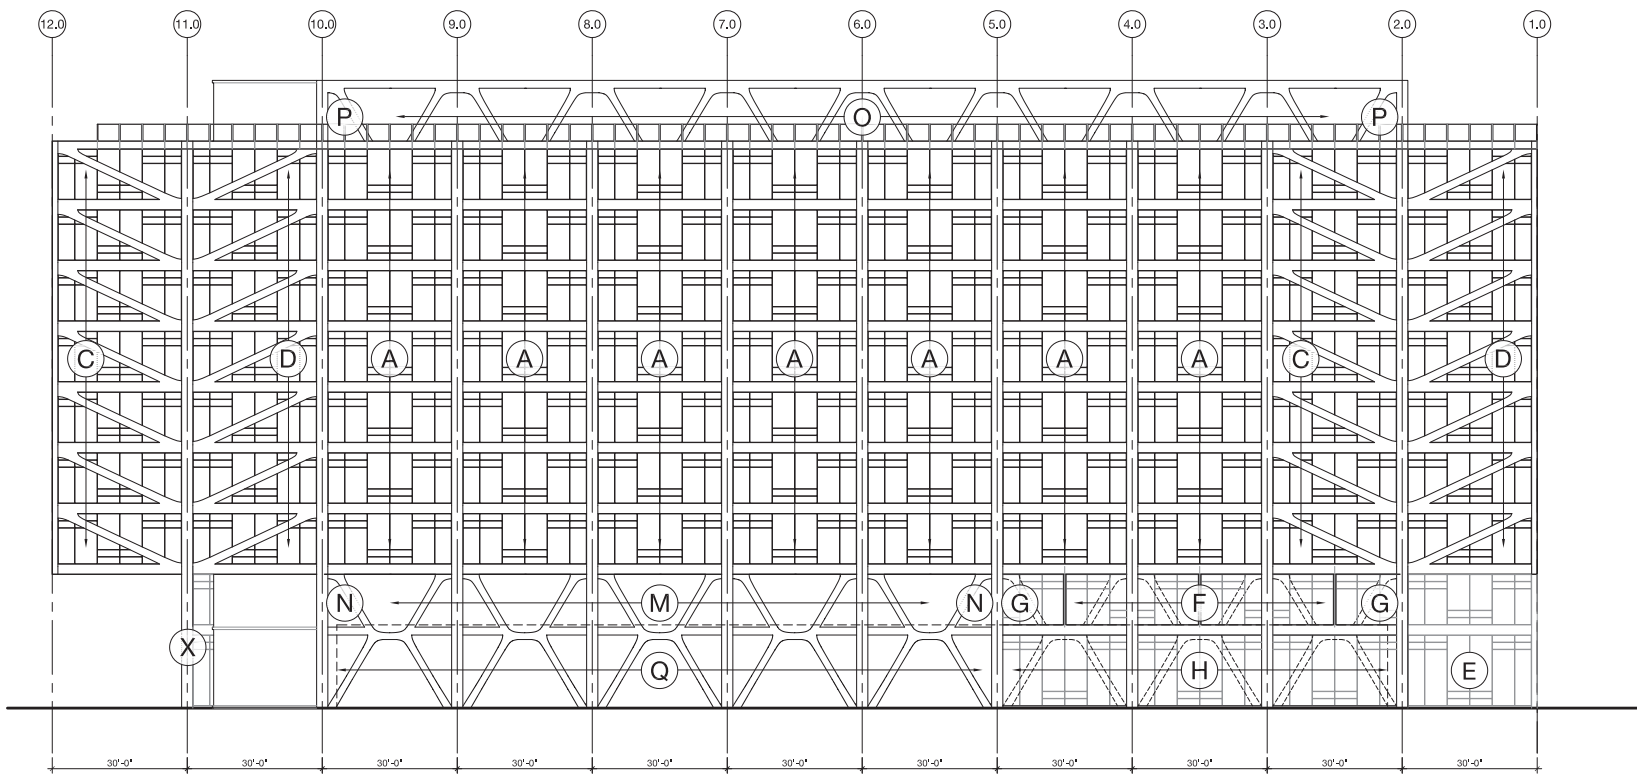 12.0 11.0 10.0 9.0 8.0 7.0 6.0 5.0 4.0 3.0 2.0 1.0
P O P
C D A A A A A A A C D
N M N G F G
X
Q H E
30'-0" 30'-0" 30'-0" 30'-0" 30'-0" 30'-0" 30'-0" 30'-0" 30'-0" 30'-0" 30'-0"